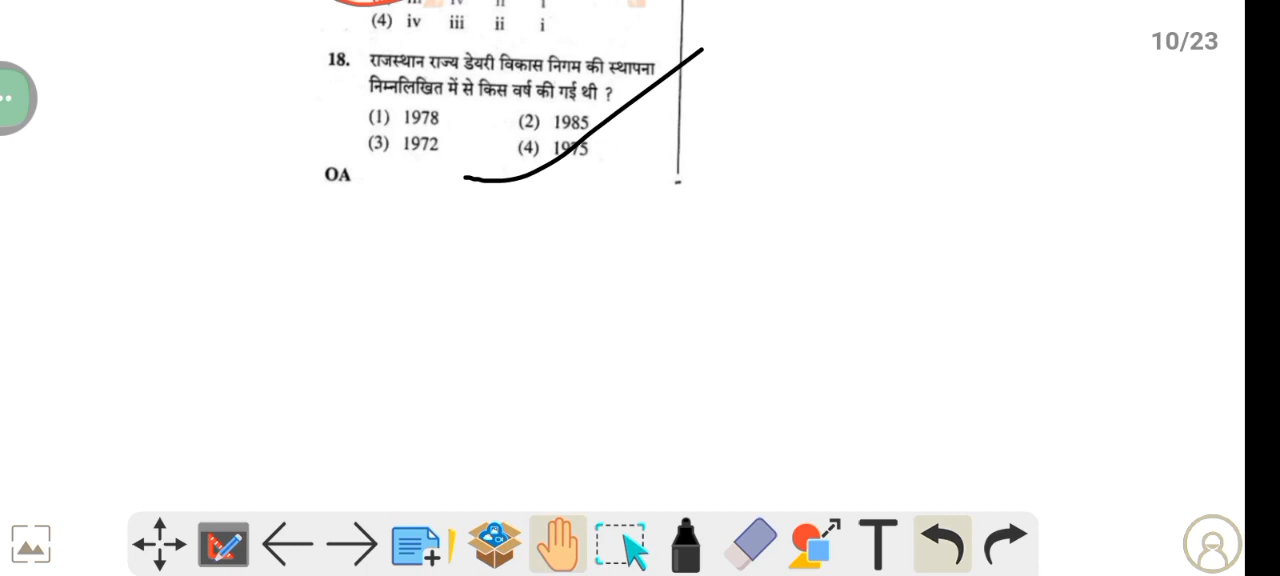 10/23
(4) iv iii ii i
18. राजस्थान राज्य डेयरी विकास निगम की स्थापना
निम्नलिखित में से किस वर्ष की गई थी ?
(1) 1978 (2) 1985
(3) 1972 (4) 1975
OA
T